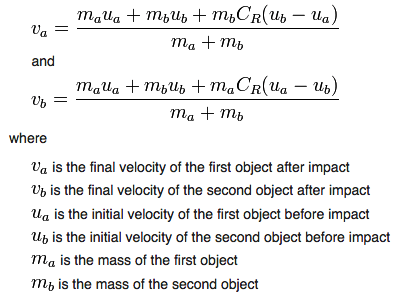 v_a = \frac{m_a u_a + m_b u_b + m_b C_R(u_b − u_a)}{m_a + m_b}
and
v_b = \frac{m_a u_a + m_b u_b + m_a C_R(u_a − u_b)}{m_a + m_b}
where
v_a is the final velocity of the first object after impact
v_b is the final velocity of the second object after impact
u_a is the initial velocity of the first object before impact
u_b is the initial velocity of the second object before impact
m_a is the mass of the first object
m_b is the mass of the second object